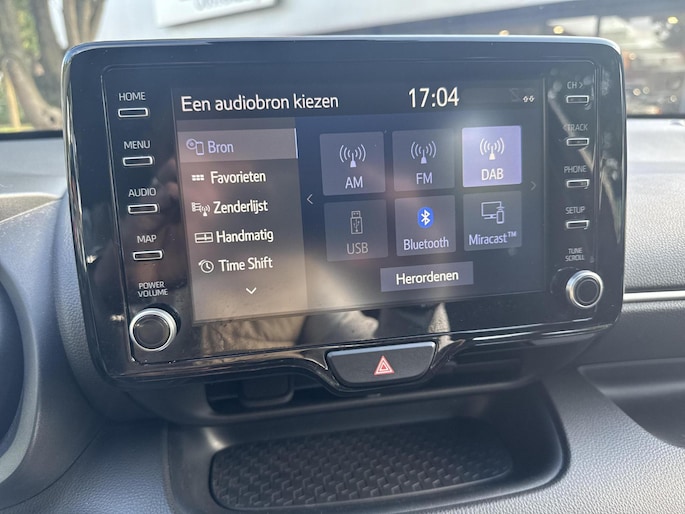 Een audiobron kiezen 17:04
HOME
MENU
AUDIO
MAP
POWER
VOLUME
Bron
Favorieten
Zenderlijst
Handmatig
Time Shift
AM FM DAB
USB Bluetooth Miracast™
Herordenen
CH >
<TRACK
PHONE
SETUP
TUNE
SCROLL